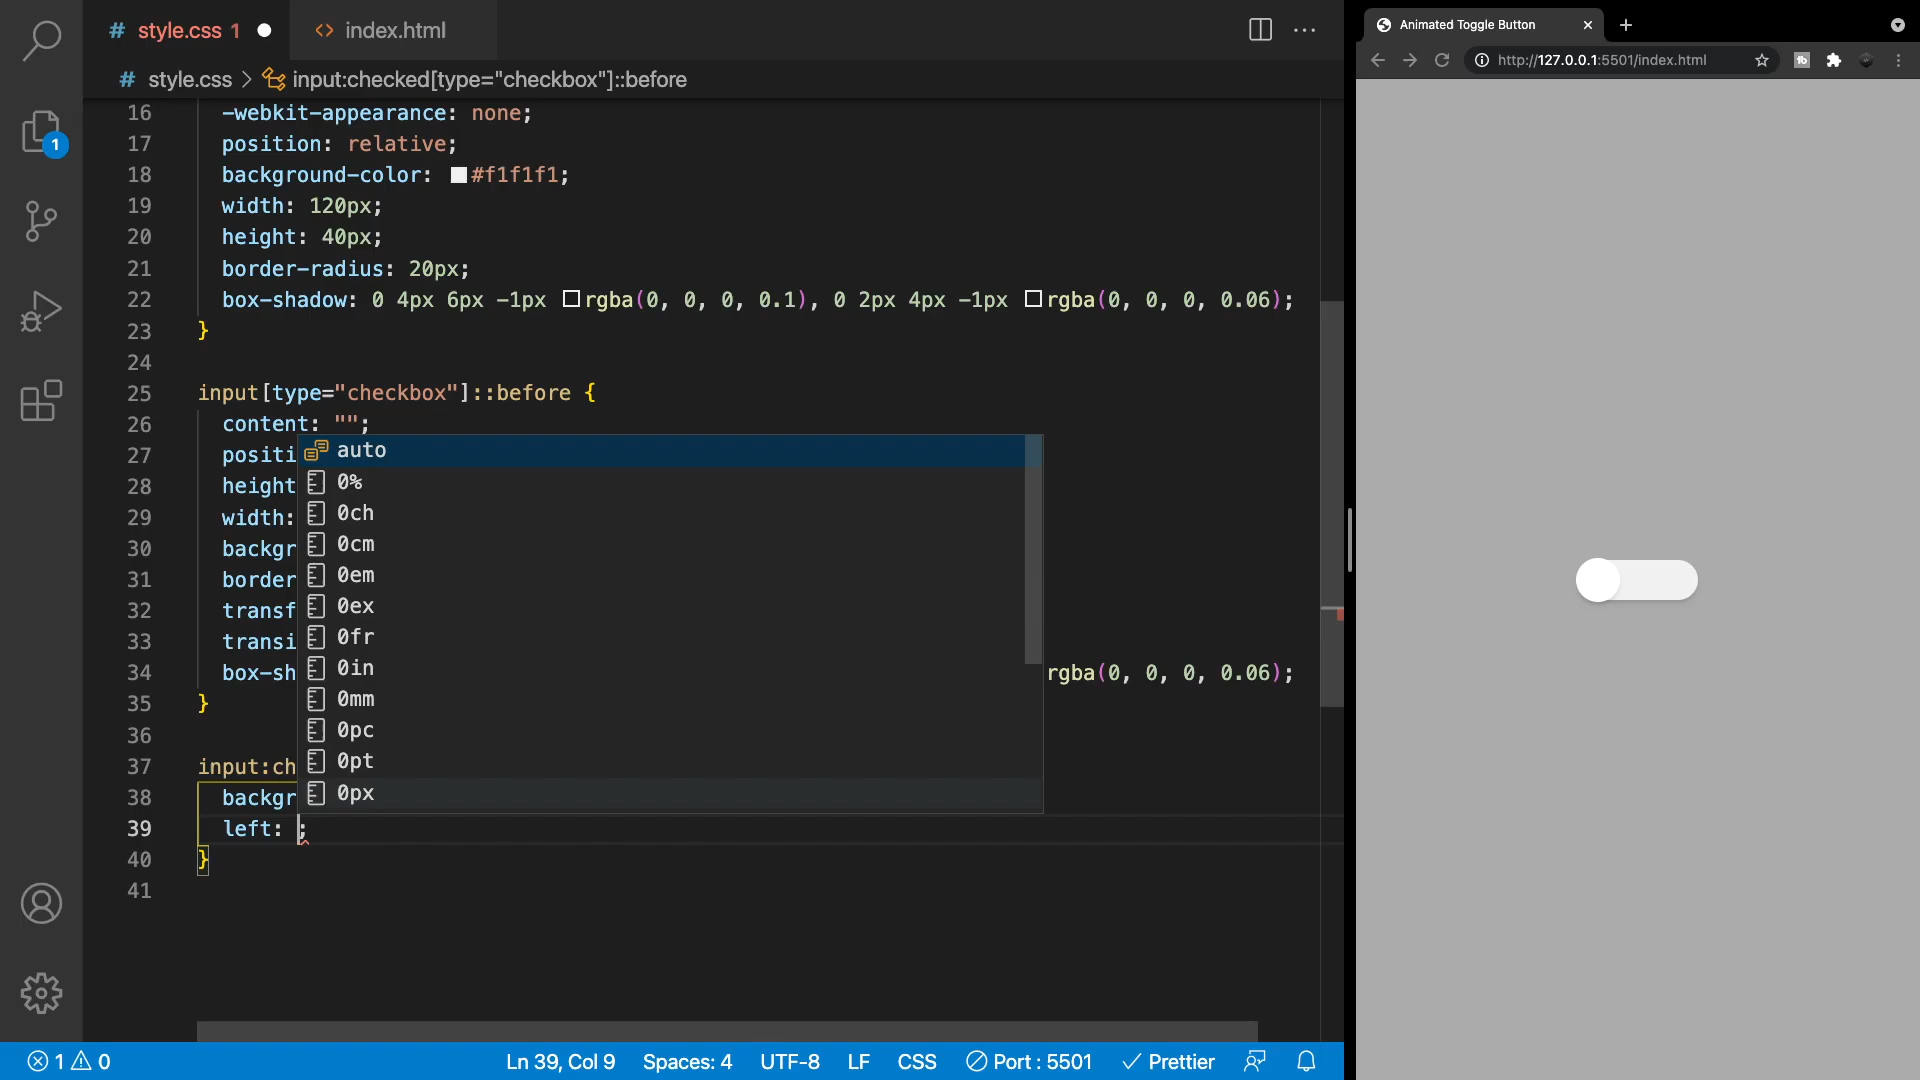 # style.css 1 ● <> index.html
# style.css > input:checked[type="checkbox"]::before
16 -webkit-appearance: none;
17 position: relative;
18 background-color: #f1f1f1;
19 width: 120px;
20 height: 40px;
21 border-radius: 20px;
22 box-shadow: 0 4px 6px -1px rgba(0, 0, 0, 0.1), 0 2px 4px -1px rgba(0, 0, 0, 0.06);
23 }
24
25 input[type="checkbox"]::before {
26 content: "";
27 positi
28 height
29 width:
30 backgr
31 border
32 transf
33 transi
34 box-sh rgba(0, 0, 0, 0.06);
35 }
36
37 input:ch
38 backgr
39 left: ;
40 }
41
auto
0%
0ch
0cm
0em
0ex
0fr
0in
0mm
0pc
0pt
0px
1
1 0 Ln 39, Col 9 Spaces: 4 UTF-8 LF CSS Port : 5501 Prettier
Animated Toggle Button
http://127.0.0.1:5501/index.html